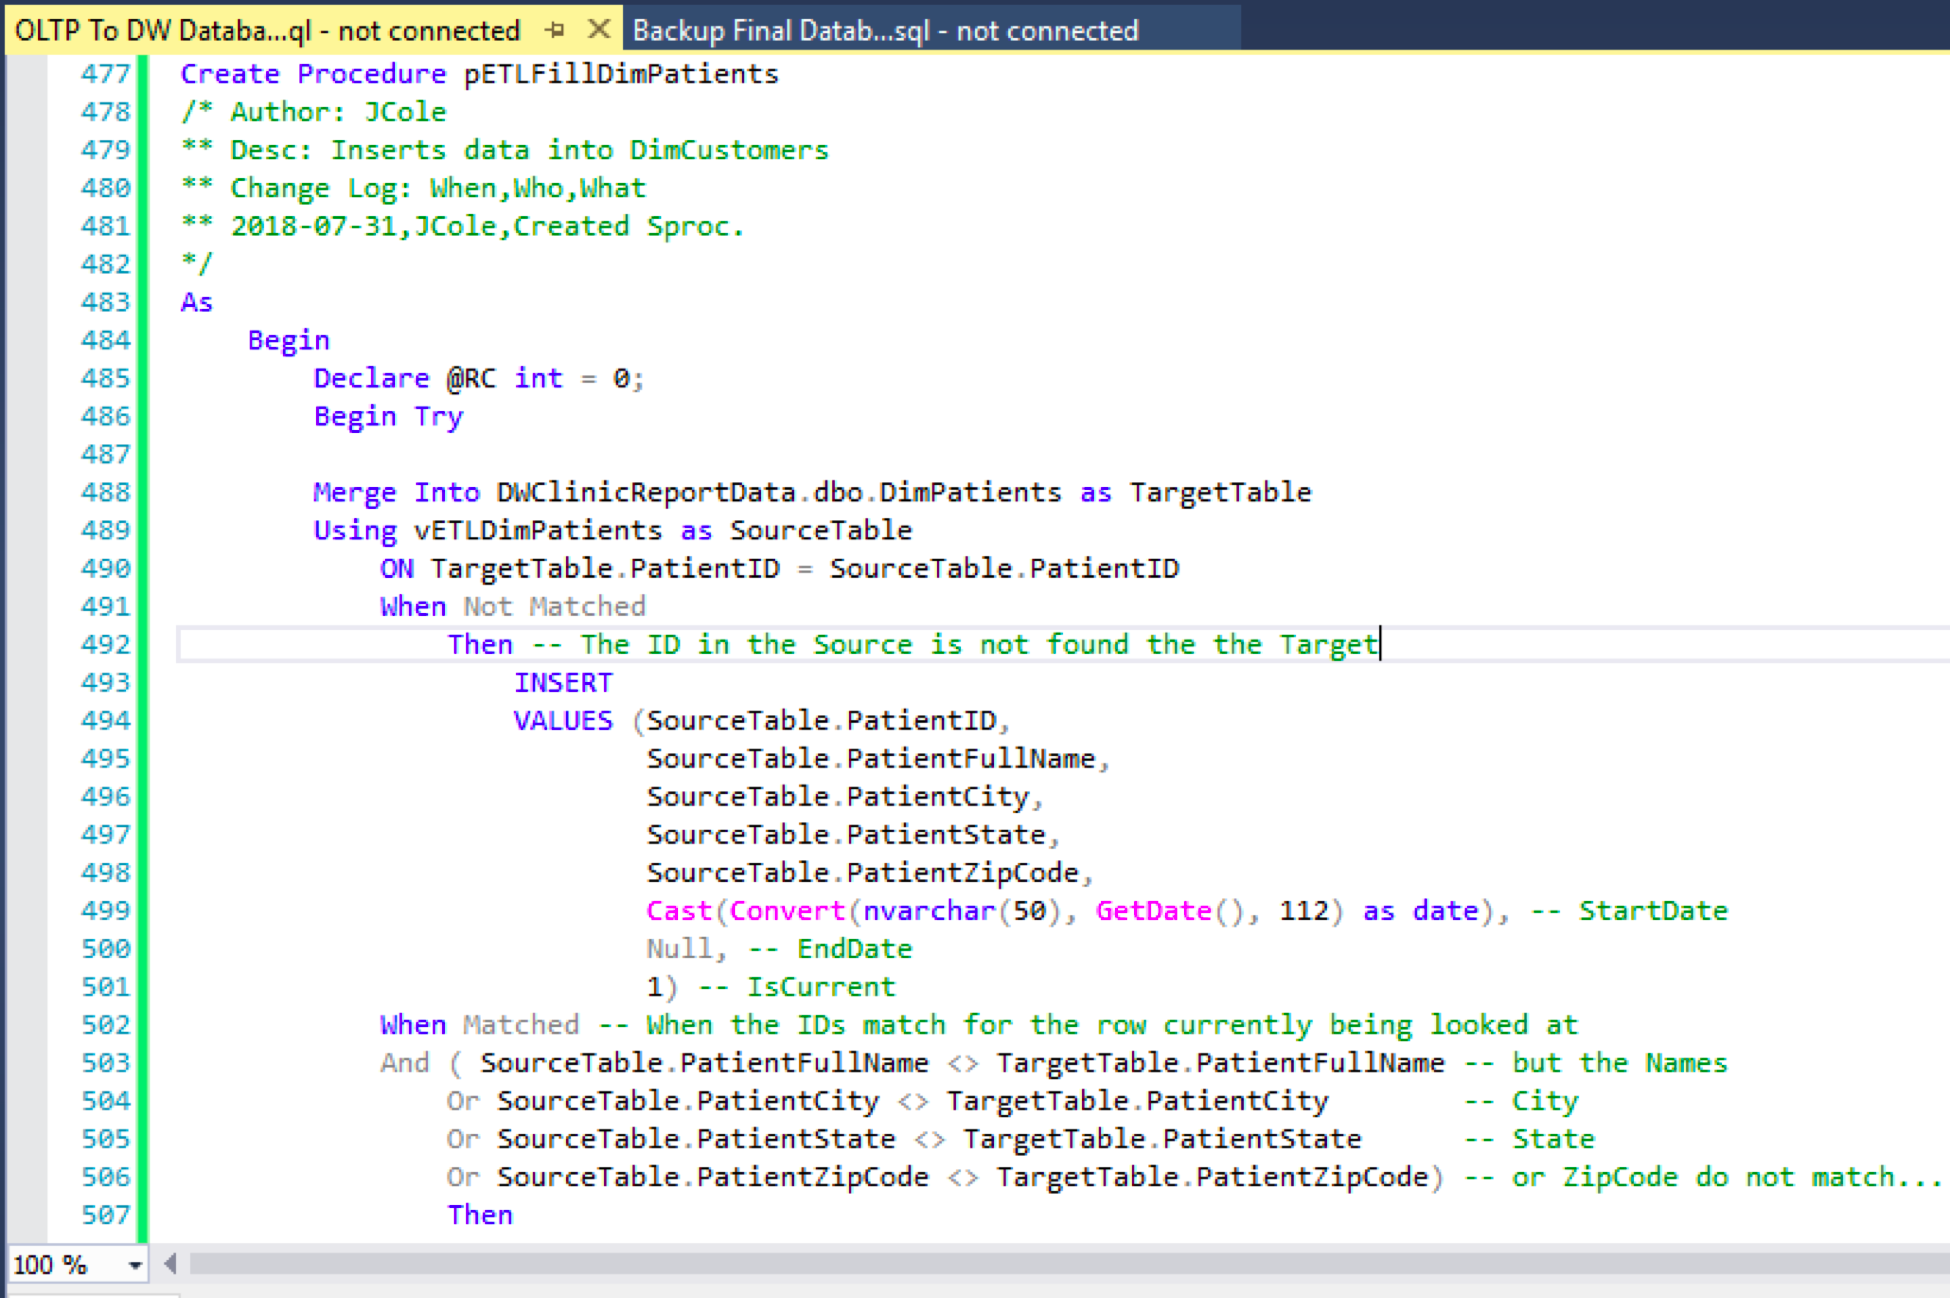 OLTP To DW Databa...ql - not connected
Backup Final Datab...sql - not connected
477 Create Procedure pETLFillDimPatients
478 /* Author: JCole
479 ** Desc: Inserts data into DimCustomers
480 ** Change Log: When,Who,What
481 ** 2018-07-31,JCole,Created Sproc.
482 */
483 As
484 Begin
485 Declare @RC int = 0;
486 Begin Try
487
488 Merge Into DWClinicReportData.dbo.DimPatients as TargetTable
489 Using vETLDimPatients as SourceTable
490 ON TargetTable.PatientID = SourceTable.PatientID
491 When Not Matched
492 Then -- The ID in the Source is not found the the Target
493 INSERT
494 VALUES (SourceTable.PatientID,
495 SourceTable.PatientFullName,
496 SourceTable.PatientCity,
497 SourceTable.PatientState,
498 SourceTable.PatientZipCode,
499 Cast(Convert(nvarchar(50), GetDate(), 112) as date), -- StartDate
500 Null, -- EndDate
501 1) -- IsCurrent
502 When Matched -- When the IDs match for the row currently being looked at
503 And ( SourceTable.PatientFullName <> TargetTable.PatientFullName -- but the Names
504 Or SourceTable.PatientCity <> TargetTable.PatientCity -- City
505 Or SourceTable.PatientState <> TargetTable.PatientState -- State
506 Or SourceTable.PatientZipCode <> TargetTable.PatientZipCode) -- or ZipCode do not match...
507 Then
100 %